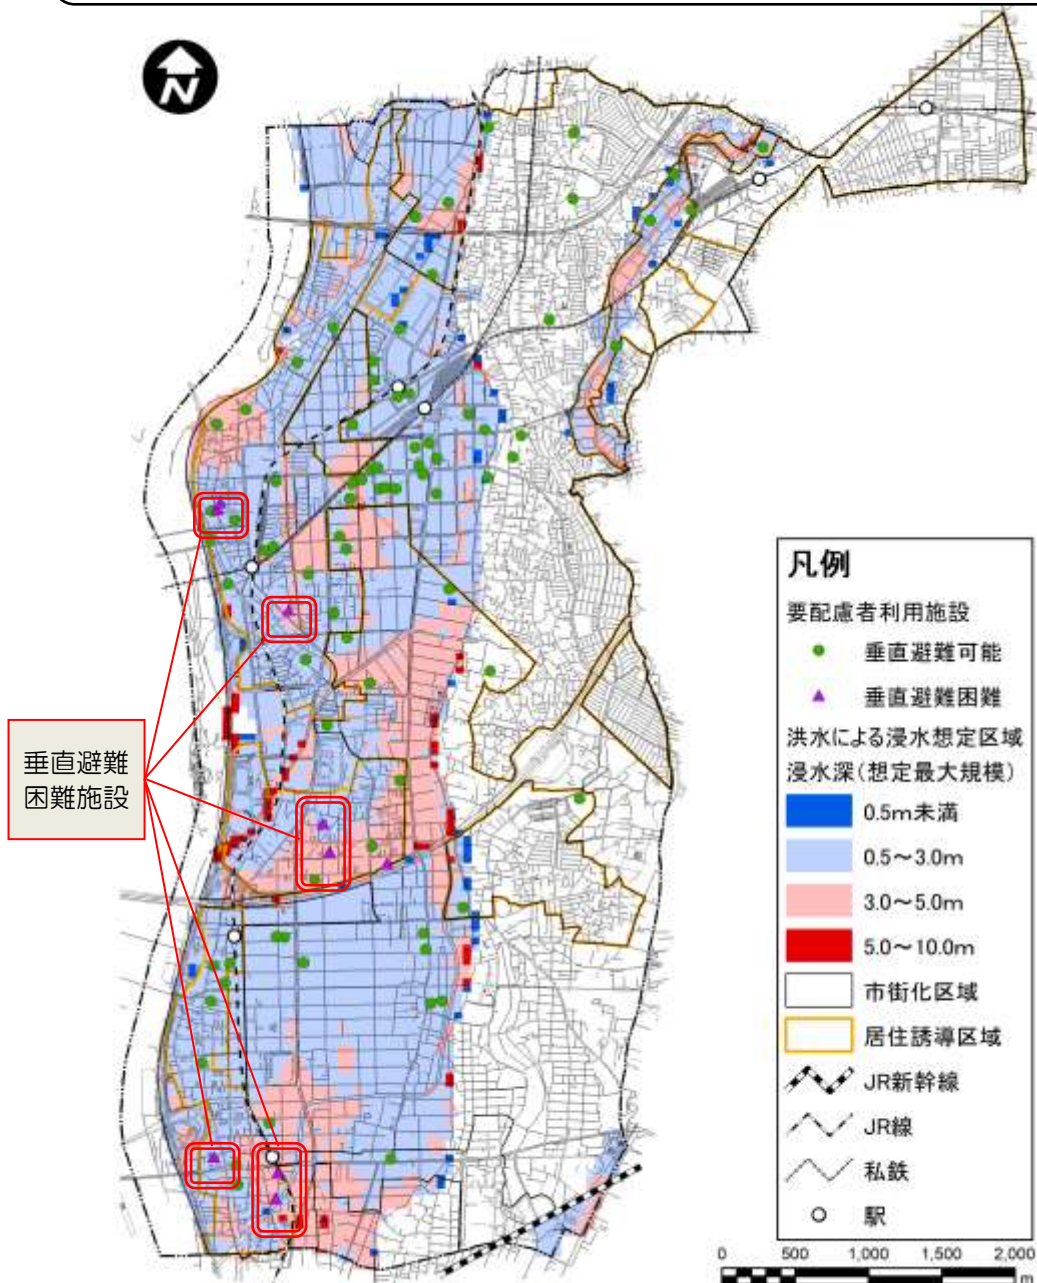 N
垂直避難
困難施設
凡例
要配慮者利用施設
垂直避難可能
垂直避難困難
洪水による浸水想定区域
浸水深(想定最大規模)
0.5m未満
0.5～3.0m
3.0～5.0m
5.0～10.0m
市街化区域
居住誘導区域
JR新幹線
JR線
私鉄
駅
0 500 1,000 1,500 2,000
m